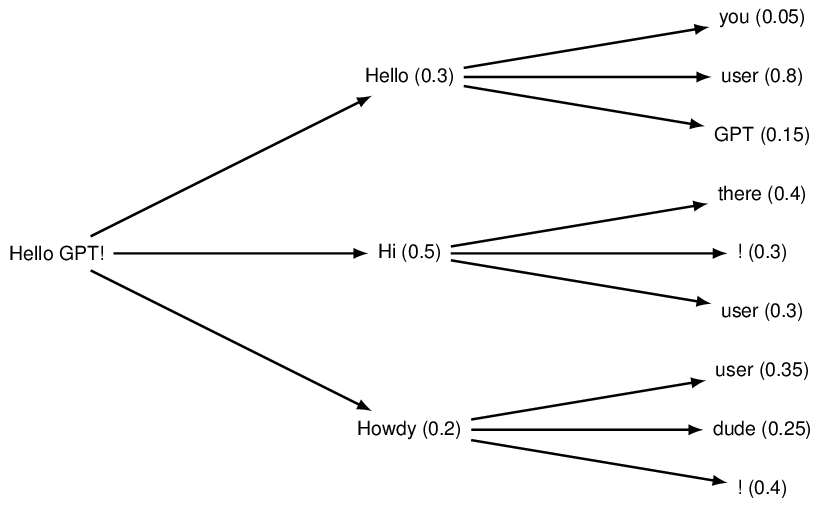 Hello GPT!
Hello (0.3)
you (0.05)
user (0.8)
GPT (0.15)
Hi (0.5)
there (0.4)
! (0.3)
user (0.3)
Howdy (0.2)
user (0.35)
dude (0.25)
! (0.4)